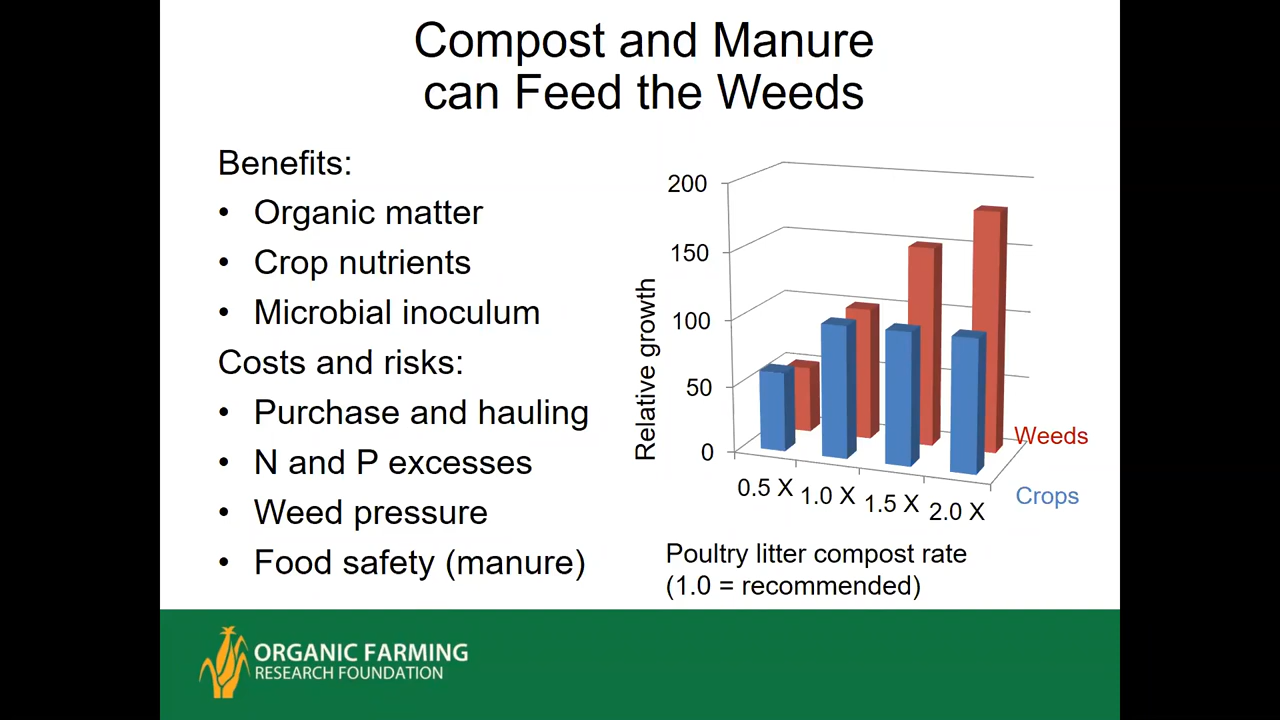 Compost and Manure
can Feed the Weeds
Benefits:
• Organic matter
• Crop nutrients
• Microbial inoculum
Costs and risks:
• Purchase and hauling
• N and P excesses
• Weed pressure
• Food safety (manure)
Relative growth
200
150
100
50
0
0.5 X 1.0 X 1.5 X 2.0 X
Weeds
Crops
Poultry litter compost rate
(1.0 = recommended)
ORGANIC FARMING
RESEARCH FOUNDATION